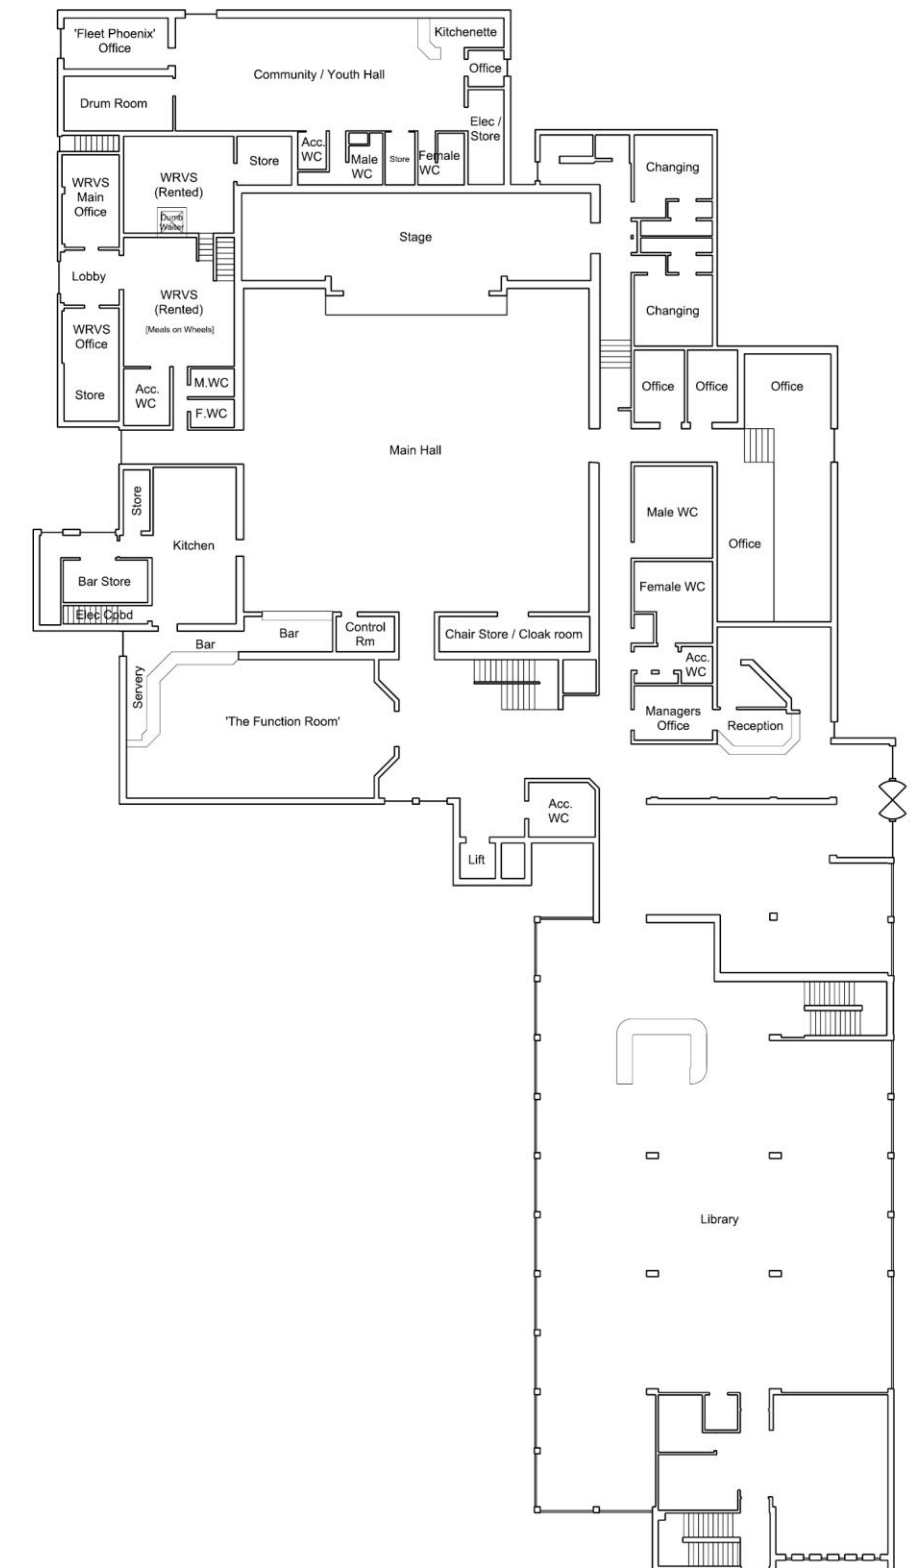 'Fleet Phoenix'
Office
Kitchenette
Community / Youth Hall
Office
Drum Room
Elec /
Store
Acc.
WC
Male
WC
Store
Female
WC
Store
WRVS
(Rented)
WRVS
Main
Office
Dumb
Waiter
Changing
Stage
Lobby
WRVS
(Rented)
[Meals on Wheels]
Changing
WRVS
Office
Store
Acc.
WC
M.WC
F.WC
Office
Office
Office
Main Hall
Store
Kitchen
Male WC
Office
Bar Store
Female WC
Elec Cpbd
Bar
Bar
Control
Rm
Chair Store / Cloak room
Acc.
WC
Servery
'The Function Room'
Managers
Office
Reception
Acc.
WC
Lift
Library